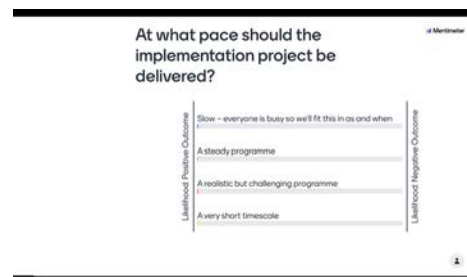 At what pace should the
implementation project be
delivered?
Mentimeter
Likelihood: Positive Outcome
Slow – everyone is busy so we'll fit this in as and when
A steady programme
A realistic but challenging programme
A very short timescale
Likelihood: Negative Outcome